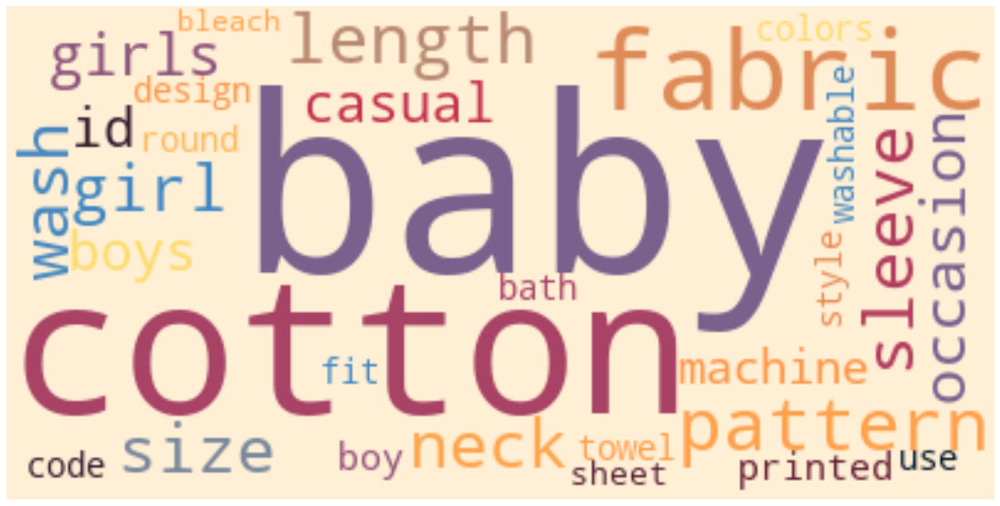 bleach
girls
length
fabric
colors
design
casual
id
round
wash
girl
boys
baby
washable
sleeve
occasion
style
bath
cotton
fit
machine
pattern
size
neck
towel
code
boy
sheet
printed
use